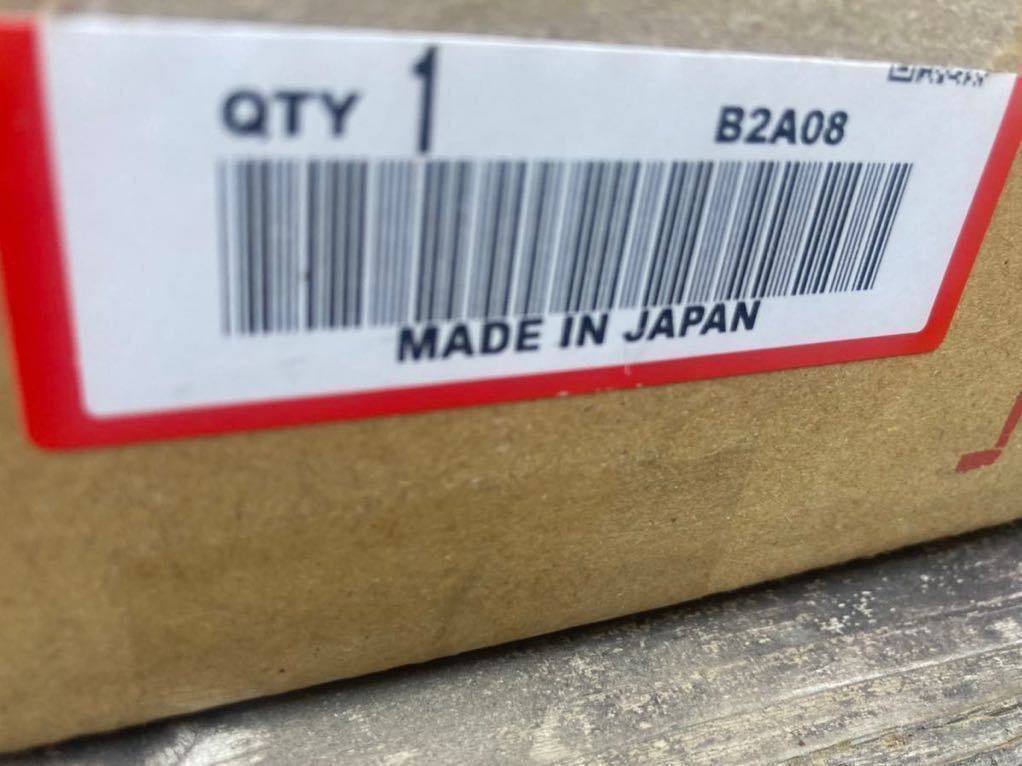 QTY 1 B2A08
MADE IN JAPAN